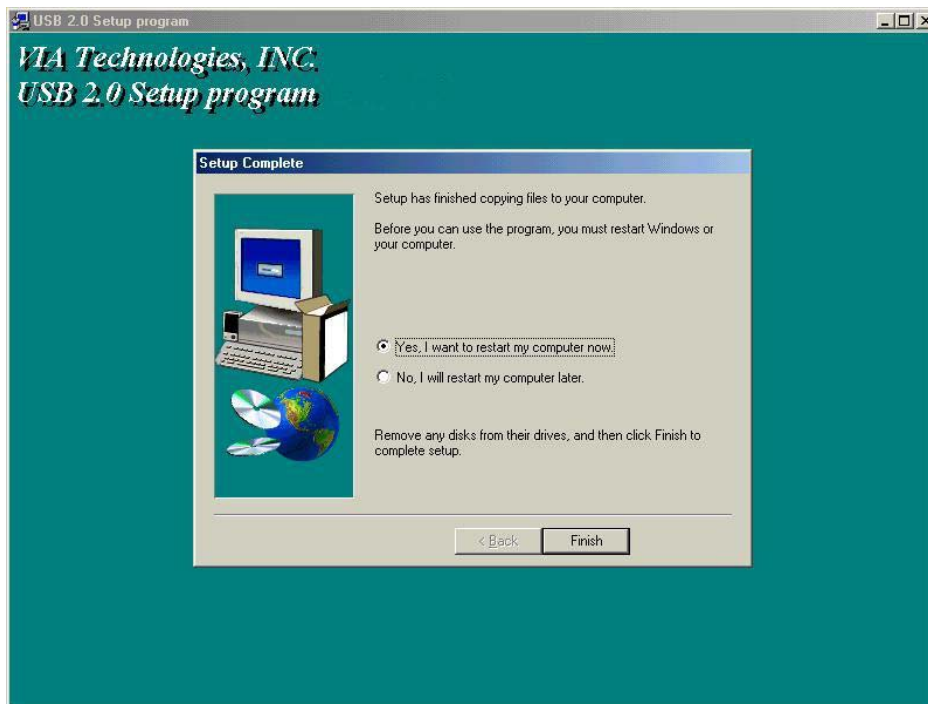 USB 2.0 Setup program
VIA Technologies, INC.
USB 2.0 Setup program
Setup Complete
Setup has finished copying files to your computer.
Before you can use the program, you must restart Windows or
your computer.
Yes, I want to restart my computer now.
No, I will restart my computer later.
Remove any disks from their drives, and then click Finish to
complete setup.
< Back
Finish